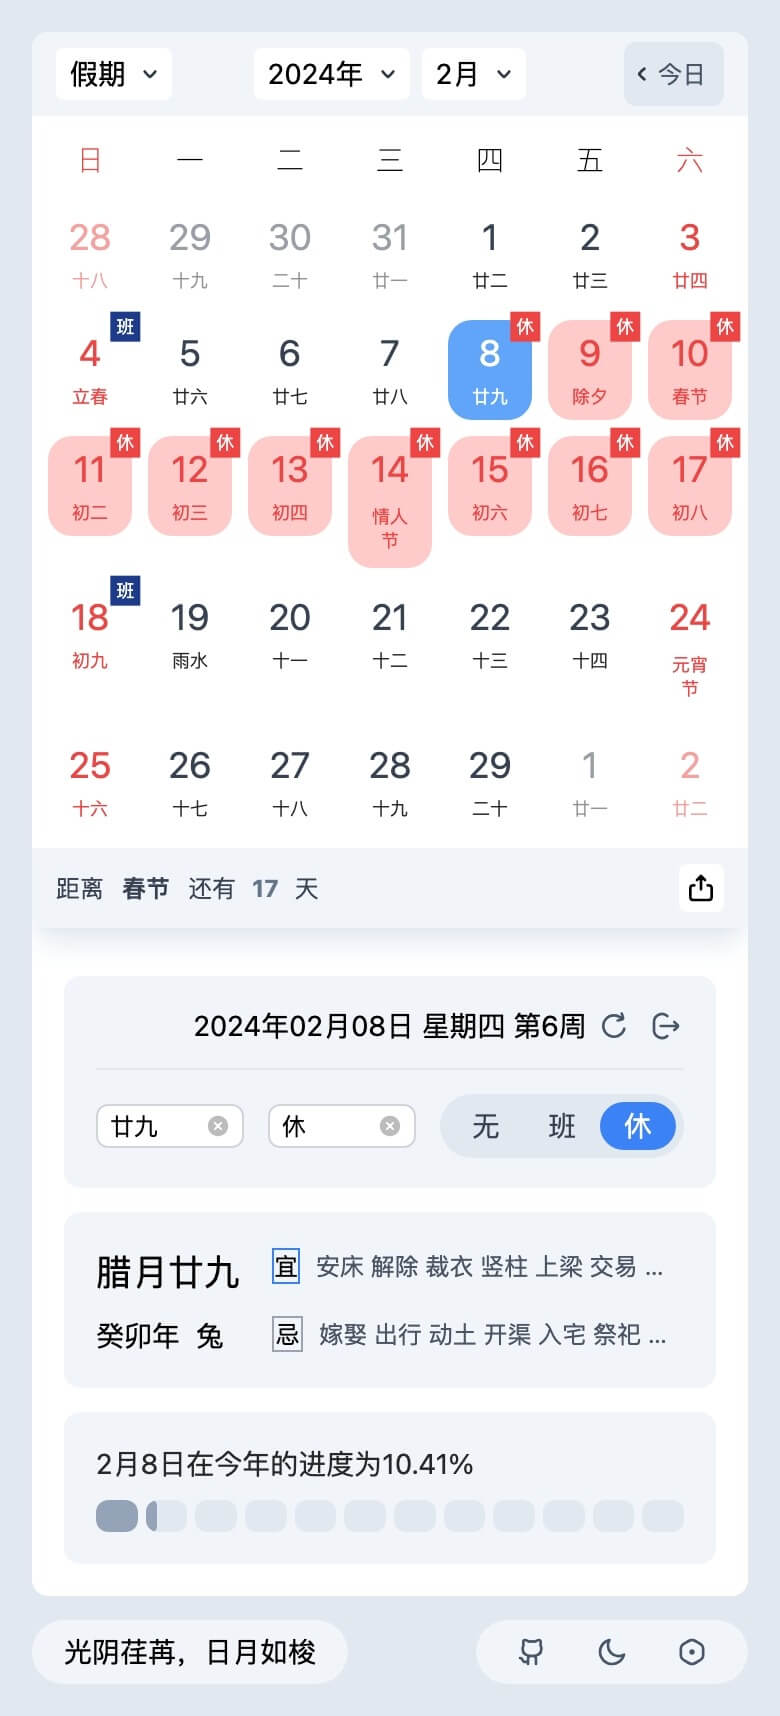 假期 2024年 2月 今日
日 一 二 三 四 五 六
28 29 30 31 1 2 3
十八 十九 二十 廿一 廿二 廿三 廿四
班 休 休 休
4 5 6 7 8 9 10
立春 廿六 廿七 廿八 廿九 除夕 春节
休 休 休 休 休 休 休
11 12 13 14 15 16 17
初二 初三 初四 情人节 初六 初七 初八
班
18 19 20 21 22 23 24
初九 雨水 十一 十二 十三 十四 元宵节
25 26 27 28 29 1 2
十六 十七 十八 十九 二十 廿一 廿二
距离 春节 还有 17 天
2024年02月08日 星期四 第6周
廿九 休 无 班 休
腊月廿九 宜 安床 解除 裁衣 竖柱 上梁 交易 ...
癸卯年 兔 忌 嫁娶 出行 动土 开渠 入宅 祭祀 ...
2月8日在今年的进度为10.41%
光阴荏苒，日月如梭